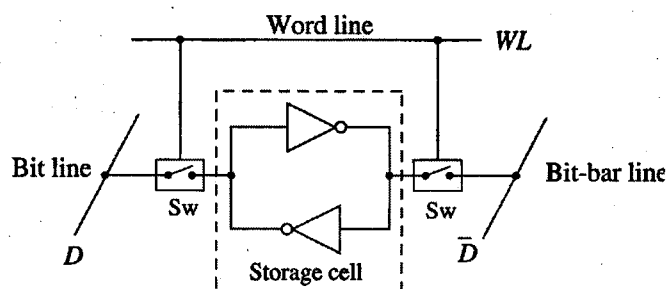 Word line
WL
Bit line
Sw
Sw
Bit-bar line
D
D̄
Storage cell